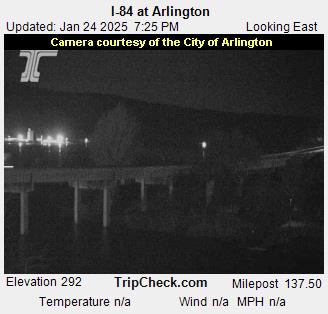 I-84 at Arlington
Updated: Jan 24 2025 7:25 PM Looking East
Camera courtesy of the City of Arlington
Elevation 292 TripCheck.com Milepost 137.50
Temperature n/a Wind n/a MPH n/a